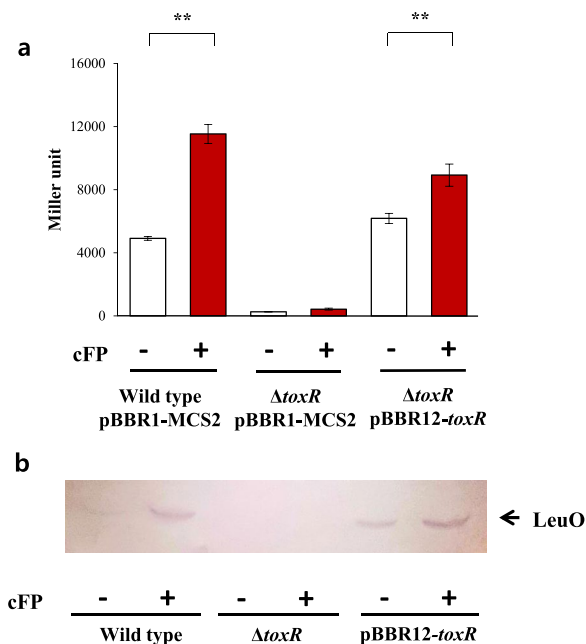 ** **
a
16000
12000
8000
4000
0
Miller unit
cFP - + - + - +
Wild type ΔtoxR ΔtoxR
pBBR1-MCS2 pBBR1-MCS2 pBBR12-toxR
b
LeuO
cFP - + - + - +
Wild type ΔtoxR pBBR12-toxR